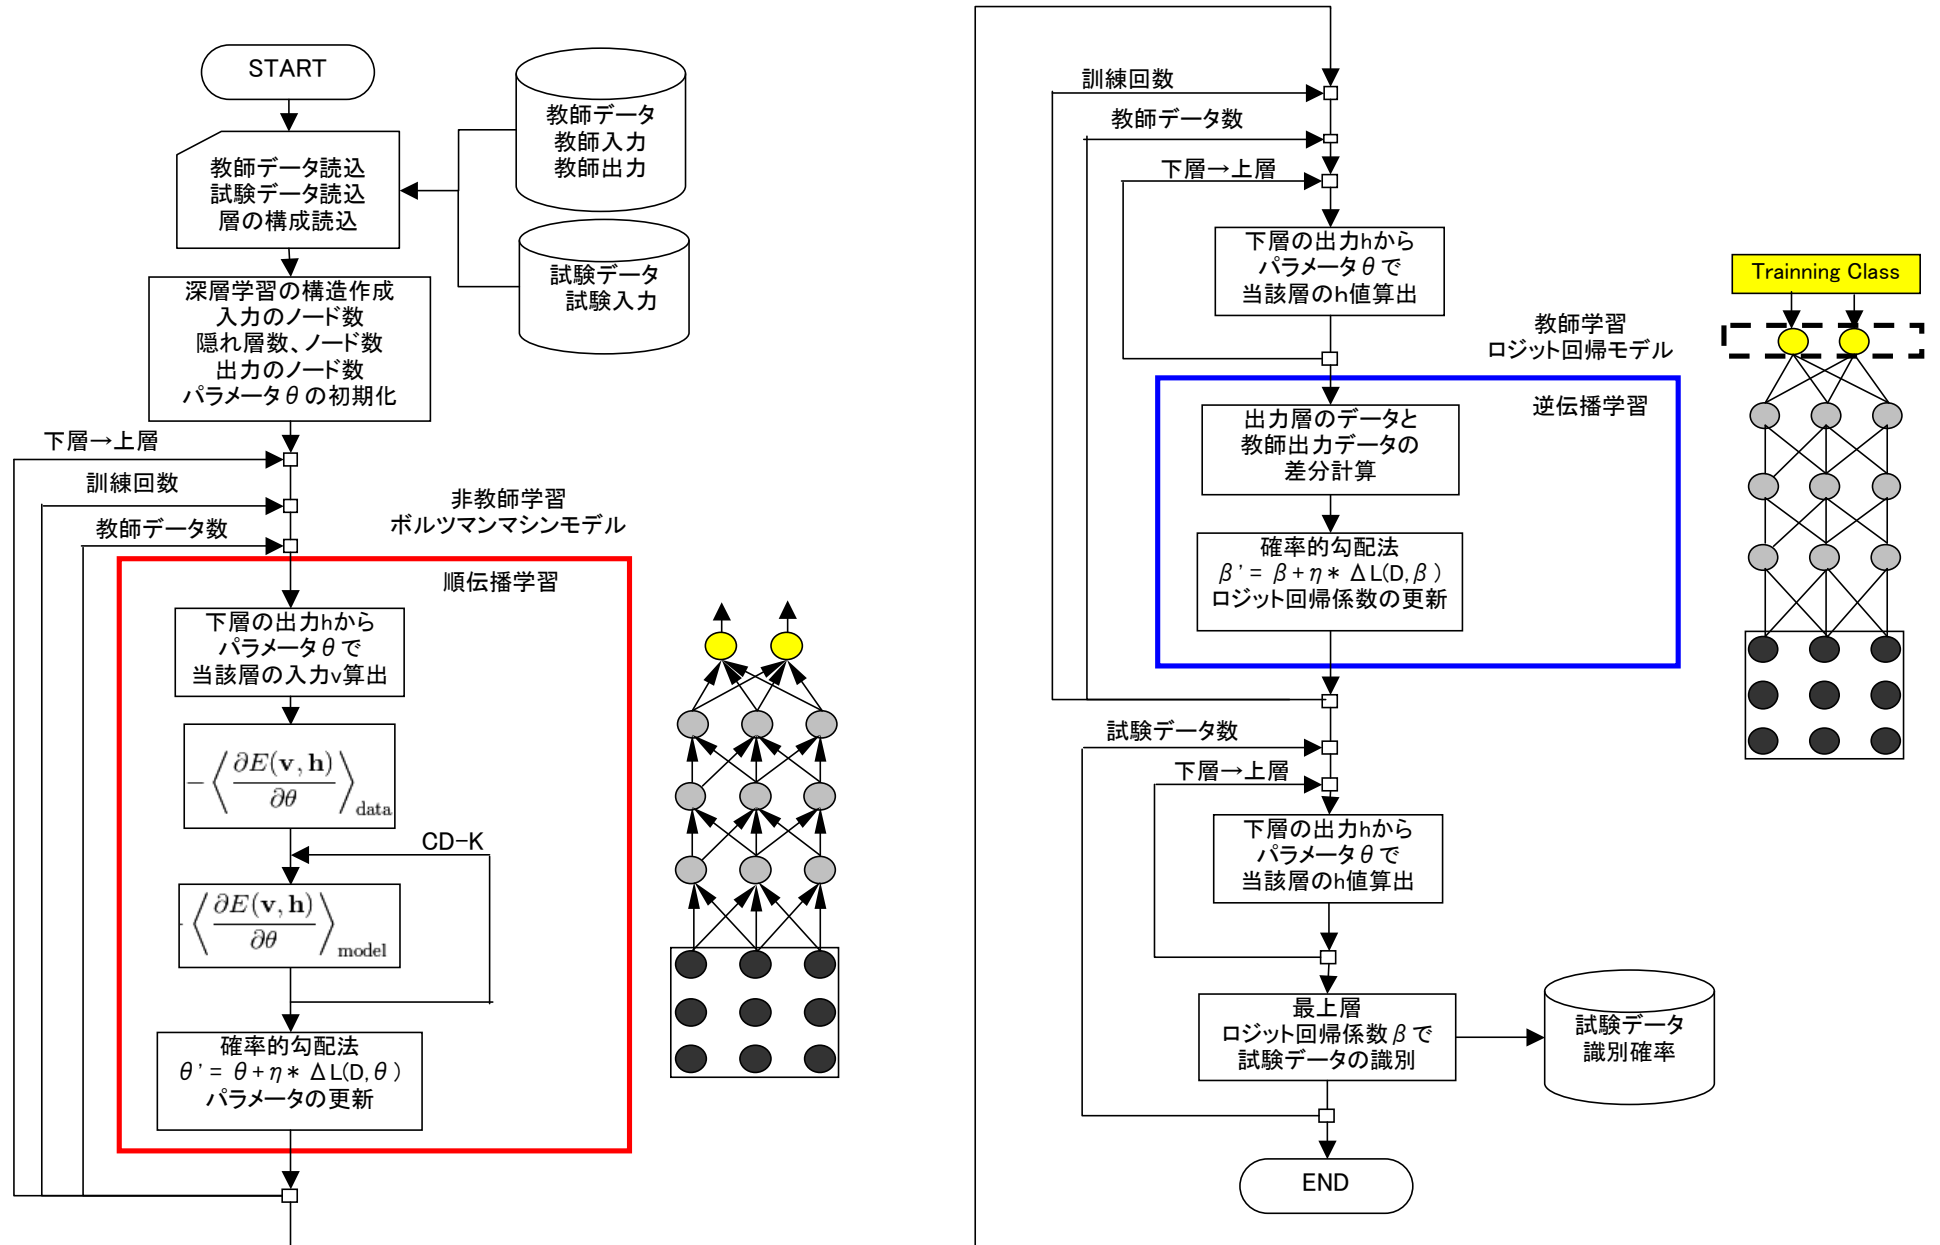 START
教師データ
教師入力
教師出力
教師データ読込
試験データ読込
層の構成読込
試験データ
試験入力
深層学習の構造作成
入力のノード数
隠れ層数、ノード数
出力のノード数
パラメータθの初期化
下層→上層
訓練回数
教師データ数
非教師学習
ボルツマンマシンモデル
順伝播学習
下層の出力hから
パラメータθで
当該層の入力v算出
−⟨∂E(v,h)/∂θ⟩data
CD-K
-⟨∂E(v,h)/∂θ⟩model
確率的勾配法
θ'= θ+η* ΔL(D,θ)
パラメータの更新
訓練回数
教師データ数
下層→上層
下層の出力hから
パラメータθで
当該層のh値算出
教師学習
ロジット回帰モデル
逆伝播学習
出力層のデータと
教師出力データの
差分計算
確率的勾配法
β'= β+η* ΔL(D,β)
ロジット回帰係数の更新
試験データ数
下層→上層
下層の出力hから
パラメータθで
当該層のh値算出
最上層
ロジット回帰係数βで
試験データの識別
試験データ
識別確率
END
Trainning Class